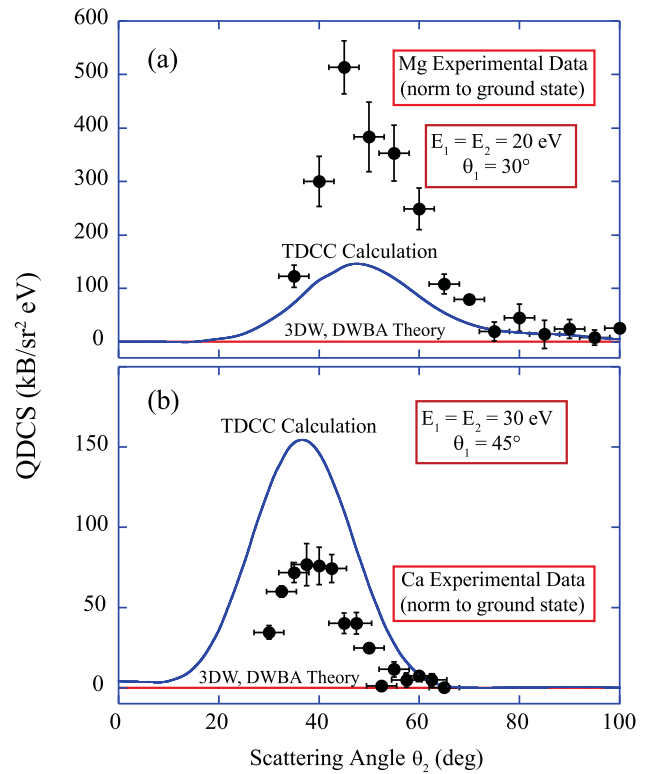 600
500
400
300
200
100
0
(a)
Mg Experimental Data
(norm to ground state)
E₁ = E₂ = 20 eV
θ₁ = 30°
TDCC Calculation
3DW, DWBA Theory
QDCS (kB/sr² eV)
150
100
50
0
(b)
TDCC Calculation
E₁ = E₂ = 30 eV
θ₁ = 45°
Ca Experimental Data
(norm to ground state)
3DW, DWBA Theory
0 20 40 60 80 100
Scattering Angle θ₂ (deg)